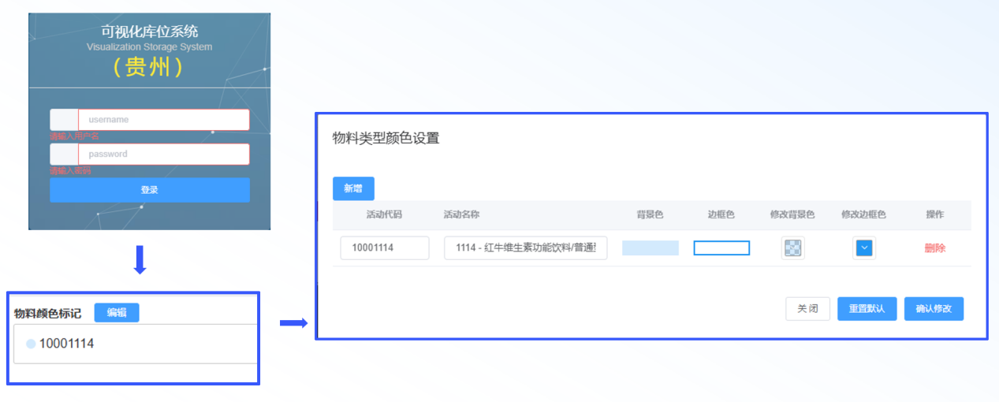 可视化库位系统
Visualization Storage System
（贵州）
username
请输入用户名
password
请输入密码
登录
物料颜色标记 编辑
10001114
物料类型颜色设置
新增
活动代码 活动名称 背景色 边框色 修改背景色 修改边框色 操作
10001114 1114 - 红牛维生素功能饮料/普通型 删除
关闭 重置默认 确认修改